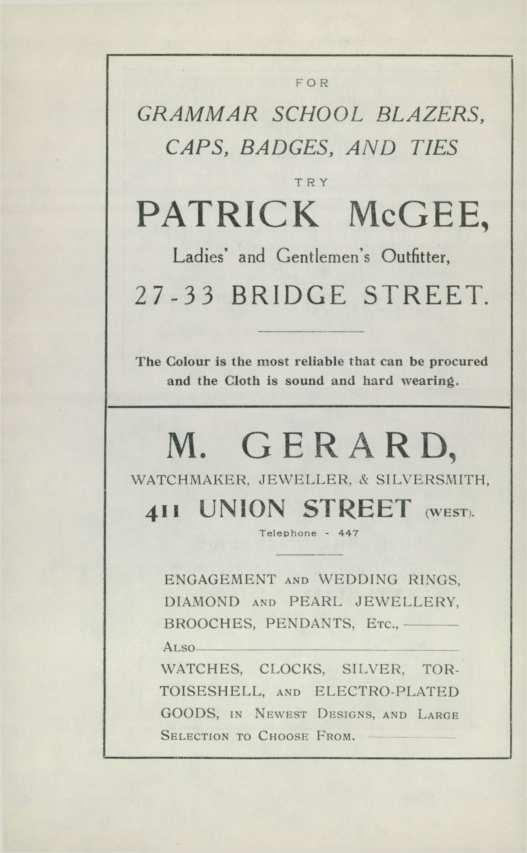 FOR
GRAMMAR SCHOOL BLAZERS,
CAPS, BADGES, AND TIES
TRY
PATRICK McGEE,
Ladies' and Gentlemen's Outfitter,
27-33 BRIDGE STREET.
The Colour is the most reliable that can be procured
and the Cloth is sound and hard wearing.
M. GERARD,
WATCHMAKER, JEWELLER, & SILVERSMITH,
411 UNION STREET (WEST).
Telephone - 447
ENGAGEMENT AND WEDDING RINGS,
DIAMOND AND PEARL JEWELLERY,
BROOCHES, PENDANTS, ETC.,
ALSO
WATCHES, CLOCKS, SILVER, TOR-
TOISESHELL, AND ELECTRO-PLATED
GOODS, IN NEWEST DESIGNS, AND LARGE
SELECTION TO CHOOSE FROM.